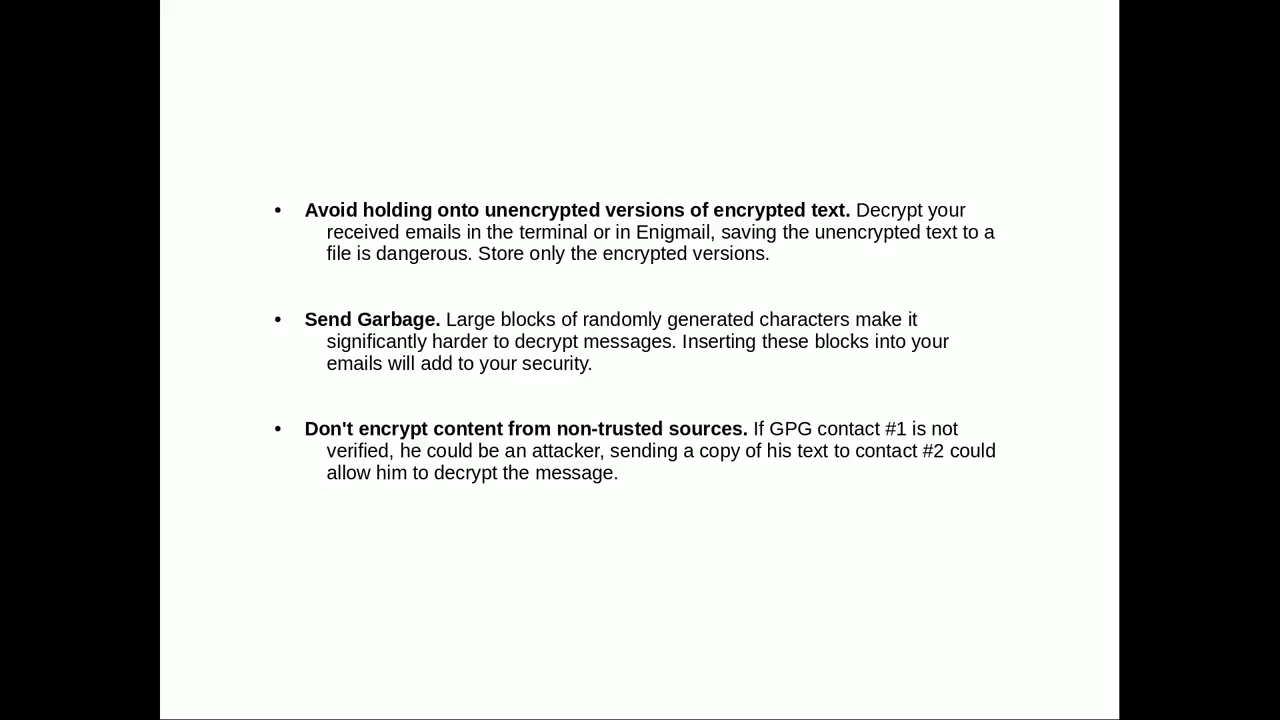 • Avoid holding onto unencrypted versions of encrypted text. Decrypt your
received emails in the terminal or in Enigmail, saving the unencrypted text to a
file is dangerous. Store only the encrypted versions.
• Send Garbage. Large blocks of randomly generated characters make it
significantly harder to decrypt messages. Inserting these blocks into your
emails will add to your security.
• Don't encrypt content from non-trusted sources. If GPG contact #1 is not
verified, he could be an attacker, sending a copy of his text to contact #2 could
allow him to decrypt the message.